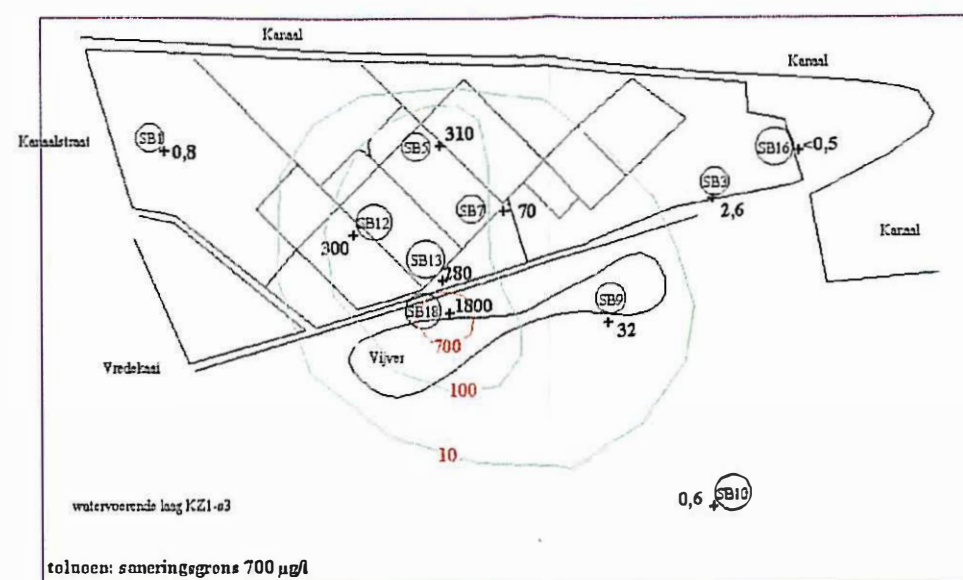 Kanaal
Kanaal
Kanaalstraat
SB1
0,8
SB5
310
SB16
<0,5
SB3
2,6
SB7
70
SB12
300
SB13
280
Kanaal
SB18
1800
SB9
32
700
Vijver
Vredekaai
100
10
SB10
0,6
watervoerende laag KZ1-s3
tolueen: saneringsgrens 700 µg/l